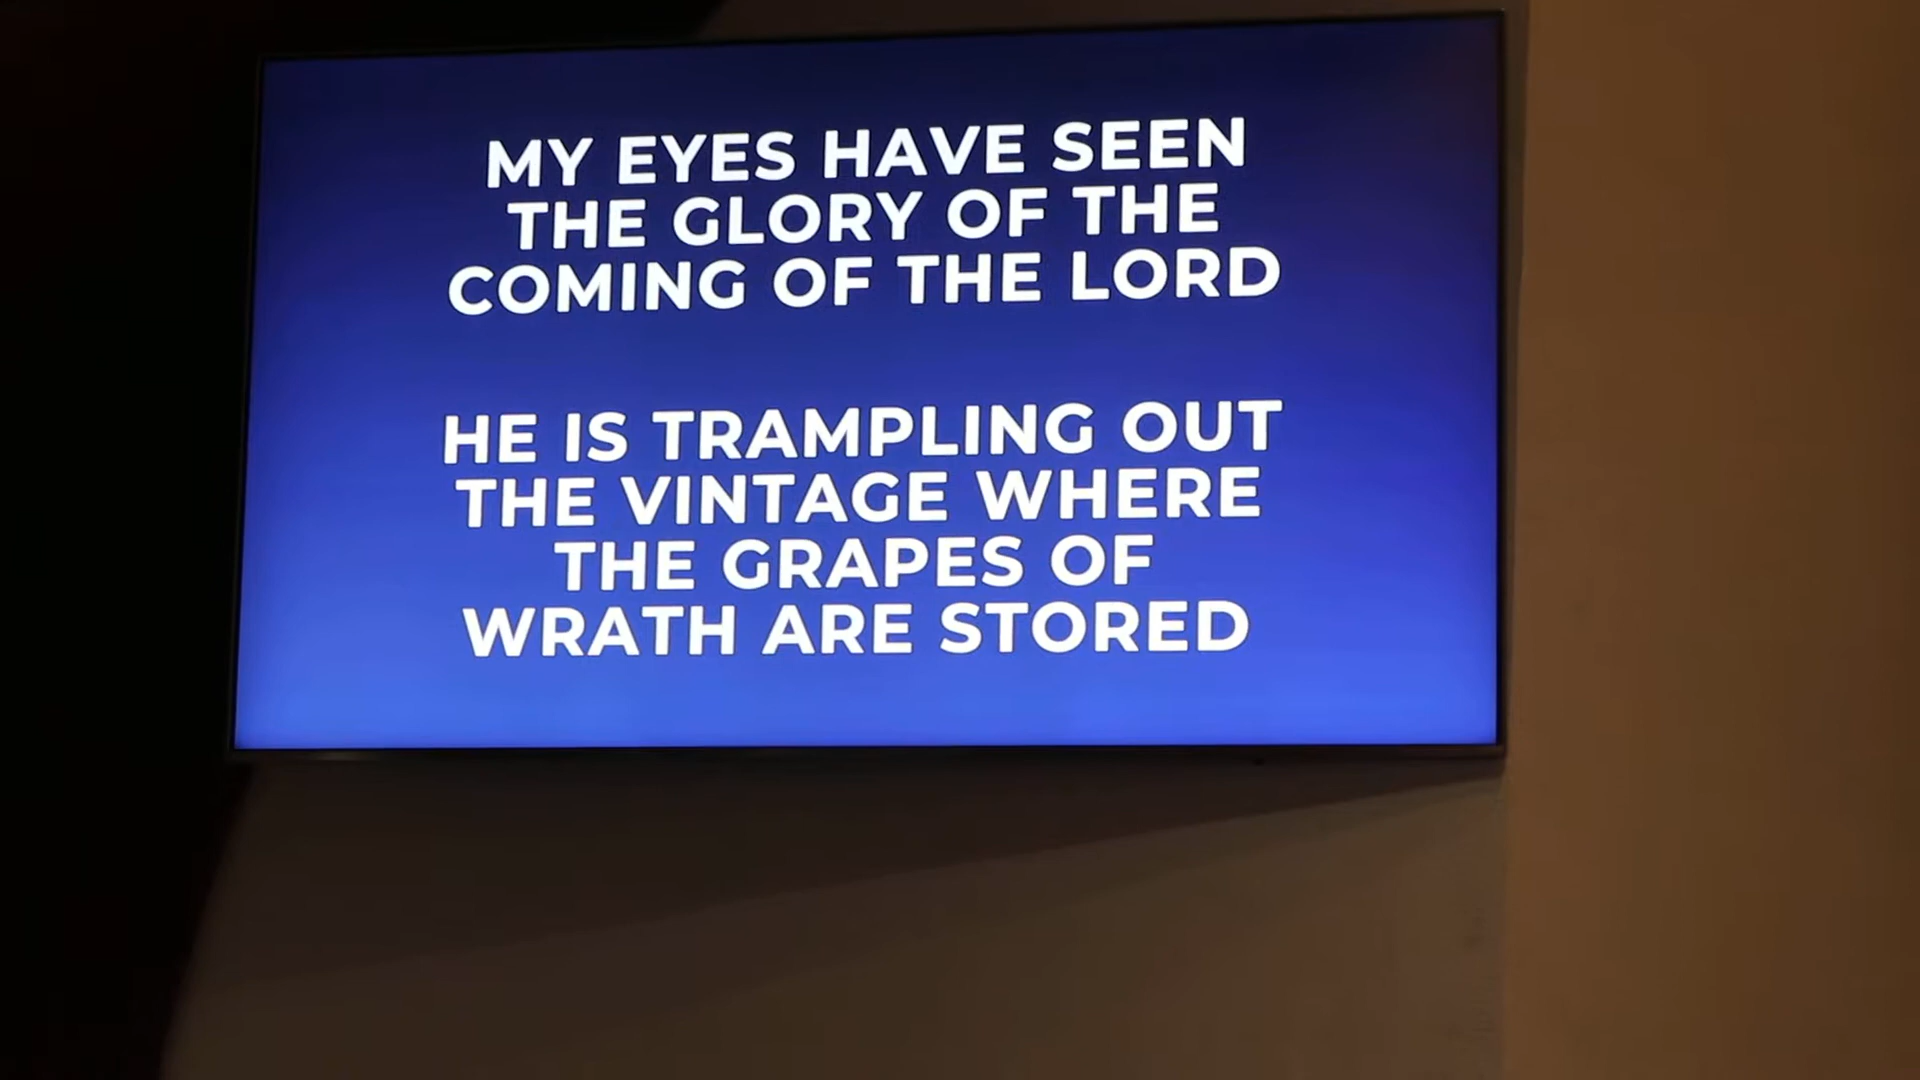 MY EYES HAVE SEEN
THE GLORY OF THE
COMING OF THE LORD
HE IS TRAMPLING OUT
THE VINTAGE WHERE
THE GRAPES OF
WRATH ARE STORED